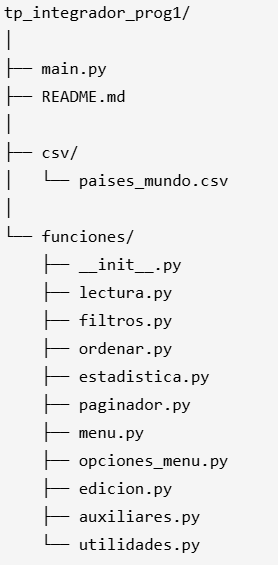 tp_integrador_prog1/
│
├── main.py
├── README.md
│
├── csv/
│   └── paises_mundo.csv
│
└── funciones/
    ├── __init__.py
    ├── lectura.py
    ├── filtros.py
    ├── ordenar.py
    ├── estadistica.py
    ├── paginador.py
    ├── menu.py
    ├── opciones_menu.py
    ├── edicion.py
    ├── auxiliares.py
    └── utilidades.py